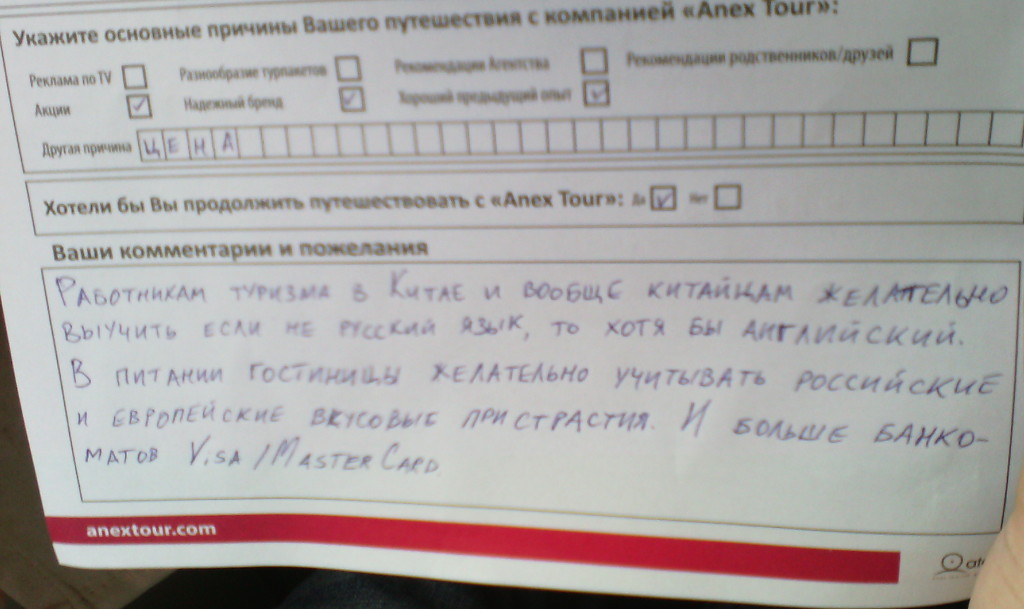 Укажите основные причины Вашего путешествия с компанией «Anex Tour»:
Реклама по TV Разнообразие турпакетов Рекомендации Агентства Рекомендации родственников/друзей
Акции Надежный бренд Хороший предыдущий опыт
Другая причина ЦЕНА
Хотели бы Вы продолжить путешествовать с «Anex Tour»: Да Нет
Ваши комментарии и пожелания
Работникам туризма в Китае и вообще китайцам желательно
выучить если не русский язык, то хотя бы английский.
В питании гостиницы желательно учитывать российские
и европейские вкусовые пристрастия. И больше банко-
матов Visa/MasterCard
anextour.com